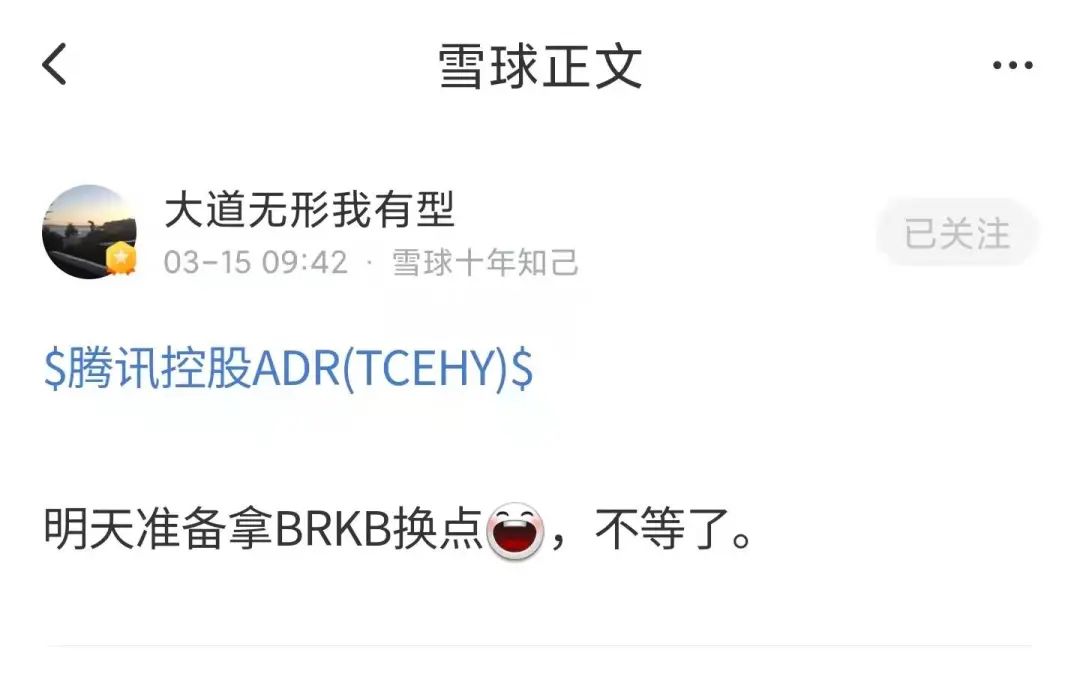 雪球正文
大道无形我有型
03-15 09:42 · 雪球十年知己
已关注
$腾讯控股ADR(TCEHY)$
明天准备拿BRKB换点，不等了。